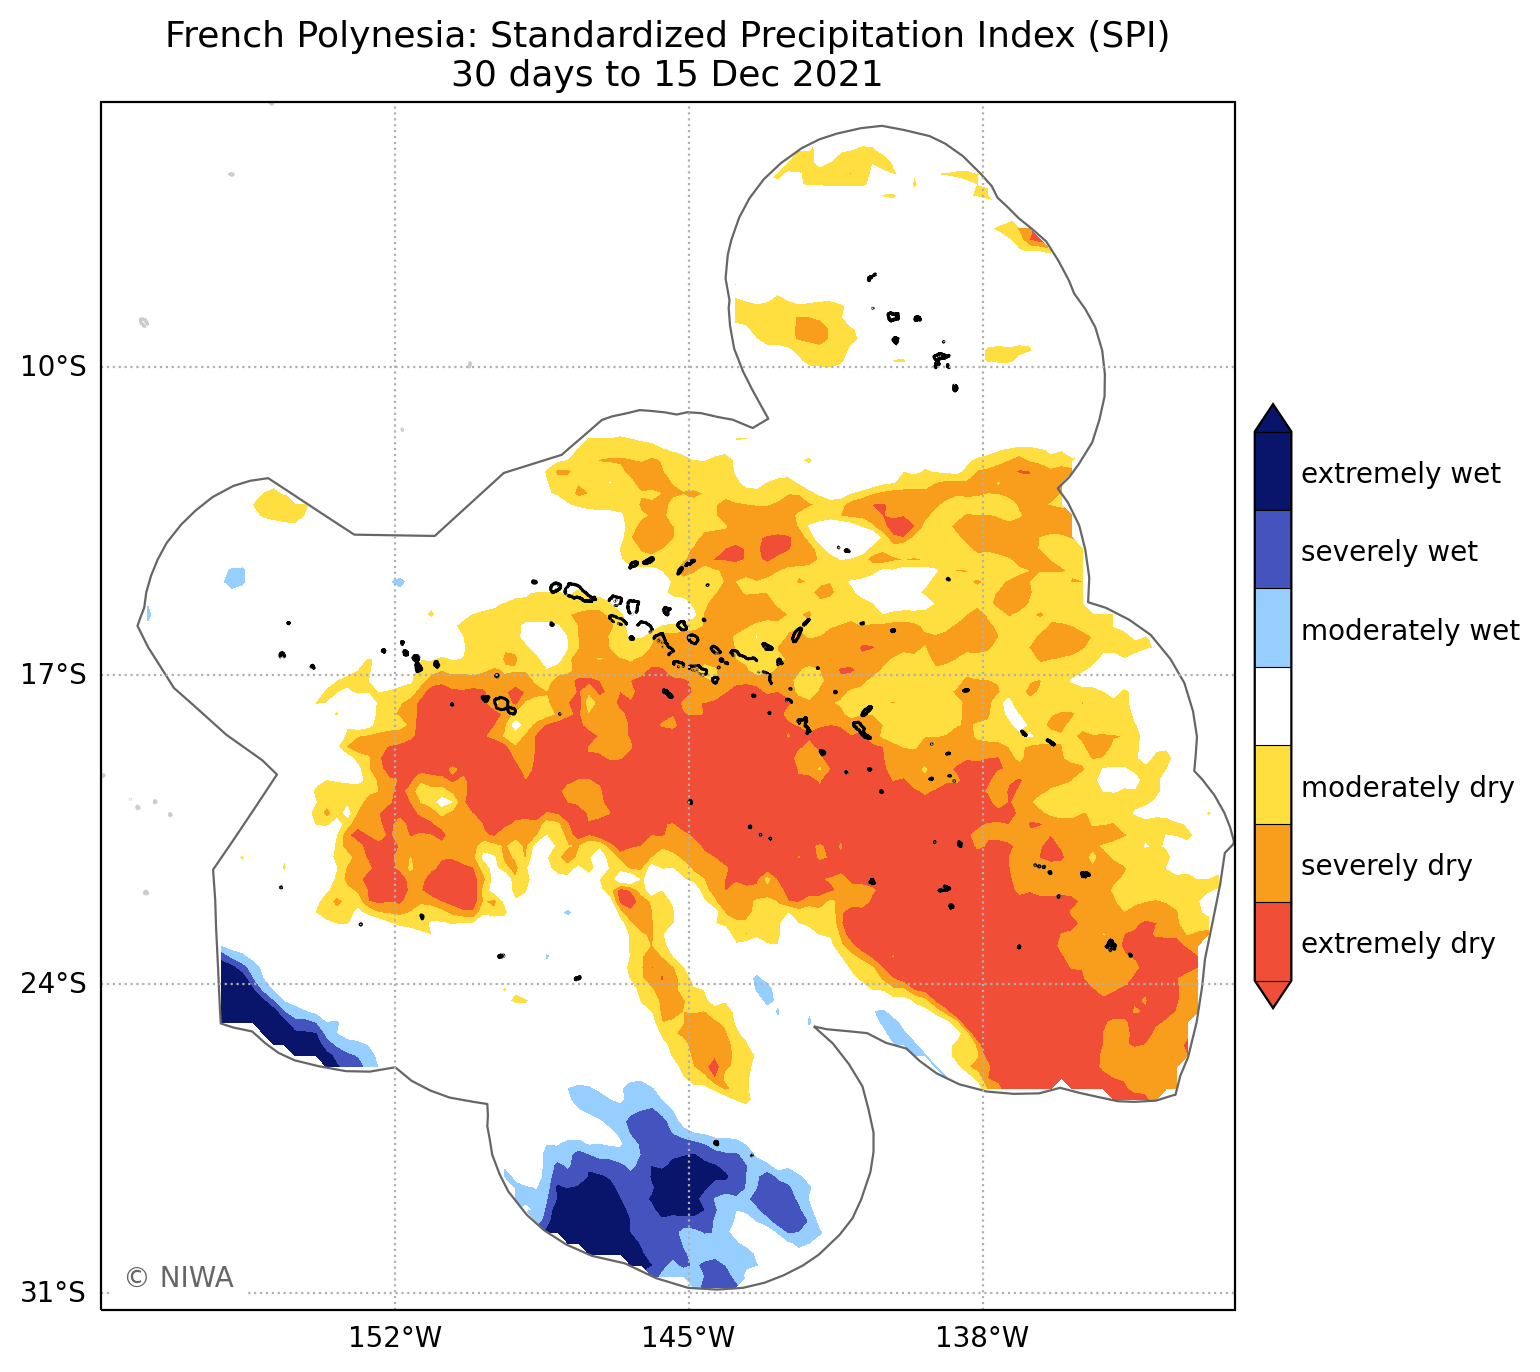 French Polynesia: Standardized Precipitation Index (SPI)
30 days to 15 Dec 2021
10°S
17°S
24°S
31°S
152°W
145°W
138°W
extremely wet
severely wet
moderately wet
moderately dry
severely dry
extremely dry
© NIWA